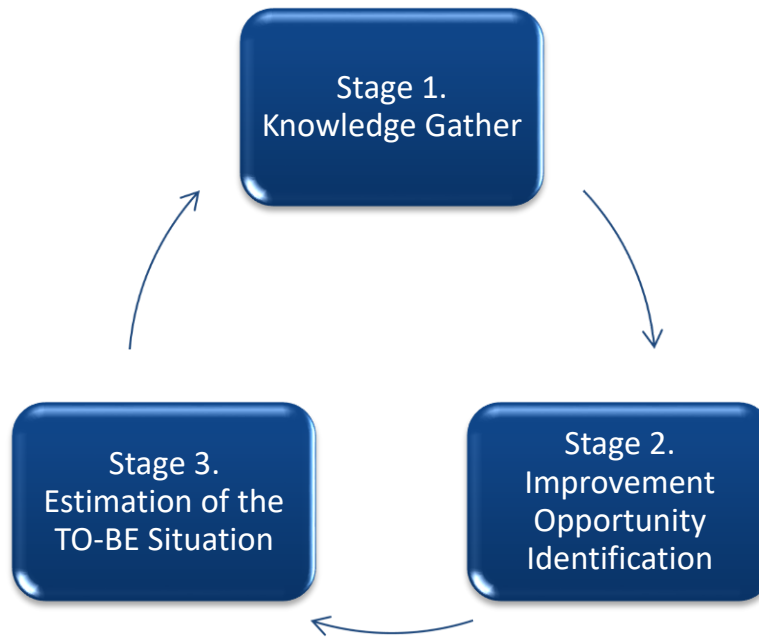 Stage 1.
Knowledge Gather
Stage 2.
Improvement
Opportunity
Identification
Stage 3.
Estimation of the
TO-BE Situation